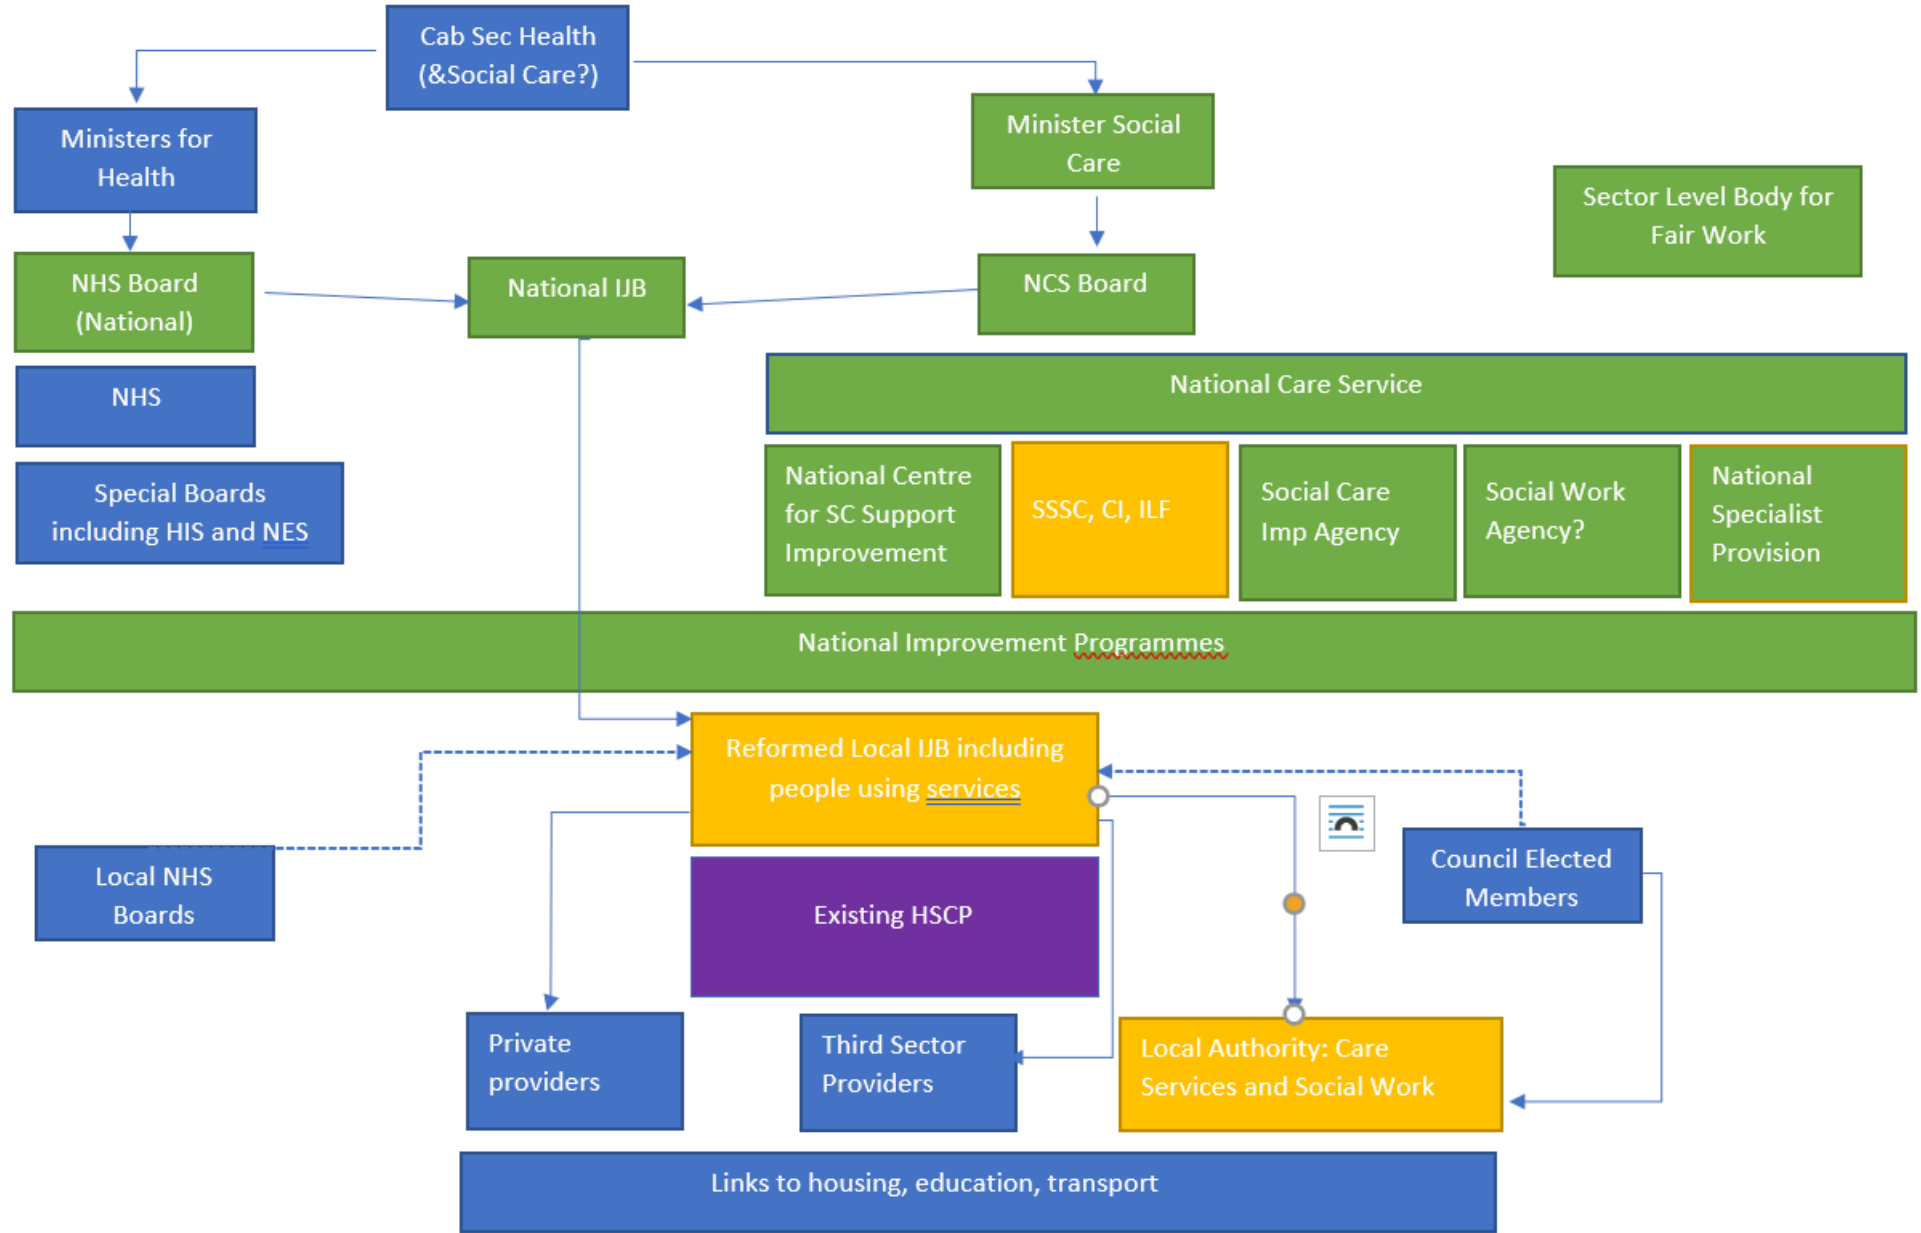 Cab Sec Health
(&Social Care?)
Ministers for
Health
Minister Social
Care
Sector Level Body for
Fair Work
NHS Board
(National)
National IJB
NCS Board
NHS
National Care Service
Special Boards
including HIS and NES
National Centre
for SC Support
Improvement
SSSC, CI, ILF
Social Care
Imp Agency
Social Work
Agency?
National
Specialist
Provision
National Improvement Programmes
Reformed Local IJB including
people using services
Local NHS
Boards
Existing HSCP
Council Elected
Members
Private
providers
Third Sector
Providers
Local Authority: Care
Services and Social Work
Links to housing, education, transport